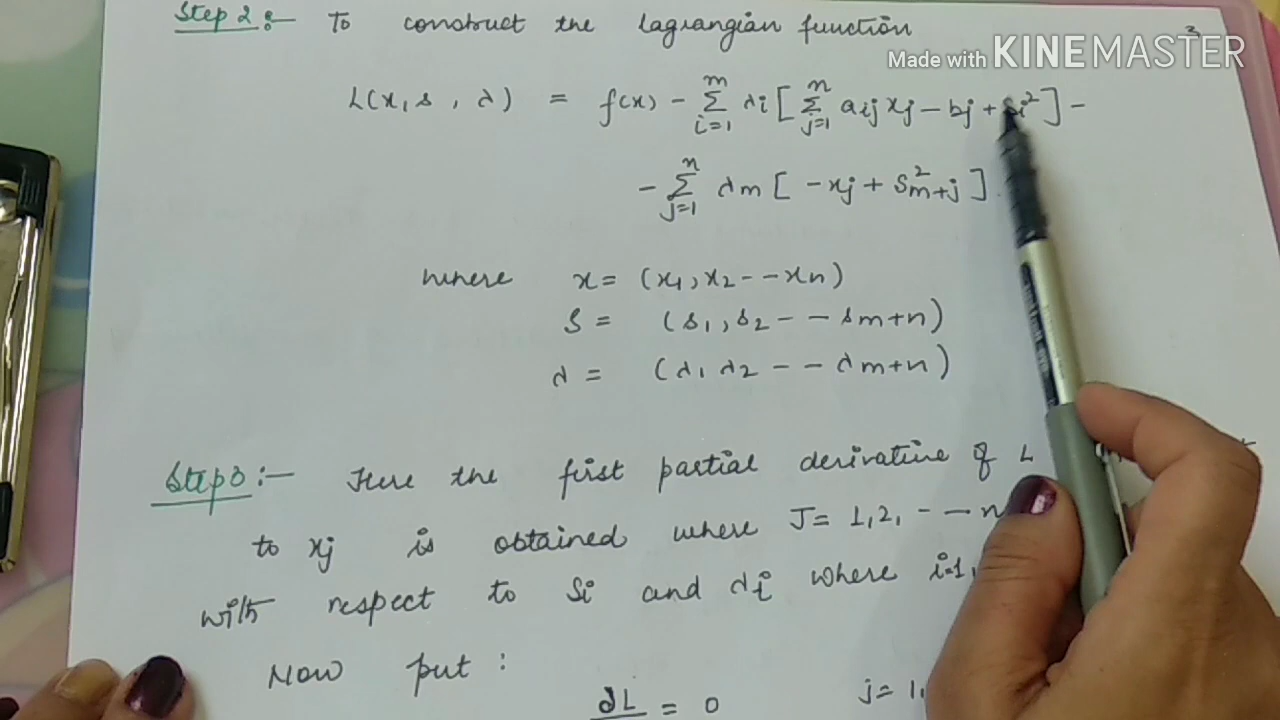 Step 2 :- To construct the Lagrangian function
Made with KINEMASTER
L(x, s, λ) = f(x) - Σ_{i=1}^{m} λi [ Σ_{j=1}^{n} aij xj - bj + Si² ] -
- Σ_{j=1}^{n} λm [ -xj + S²m+j ]
where x = (x1, x2 - - xn)
S = (s1, s2 - - sm+n)
λ = (λ1 λ2 - - λm+n)
Step 3 :- Here the first partial derivative of L
to xj is obtained where J = 1, 2, - - n
with respect to Si and λi where i=1,
Now put :
∂L = 0 j = 1,